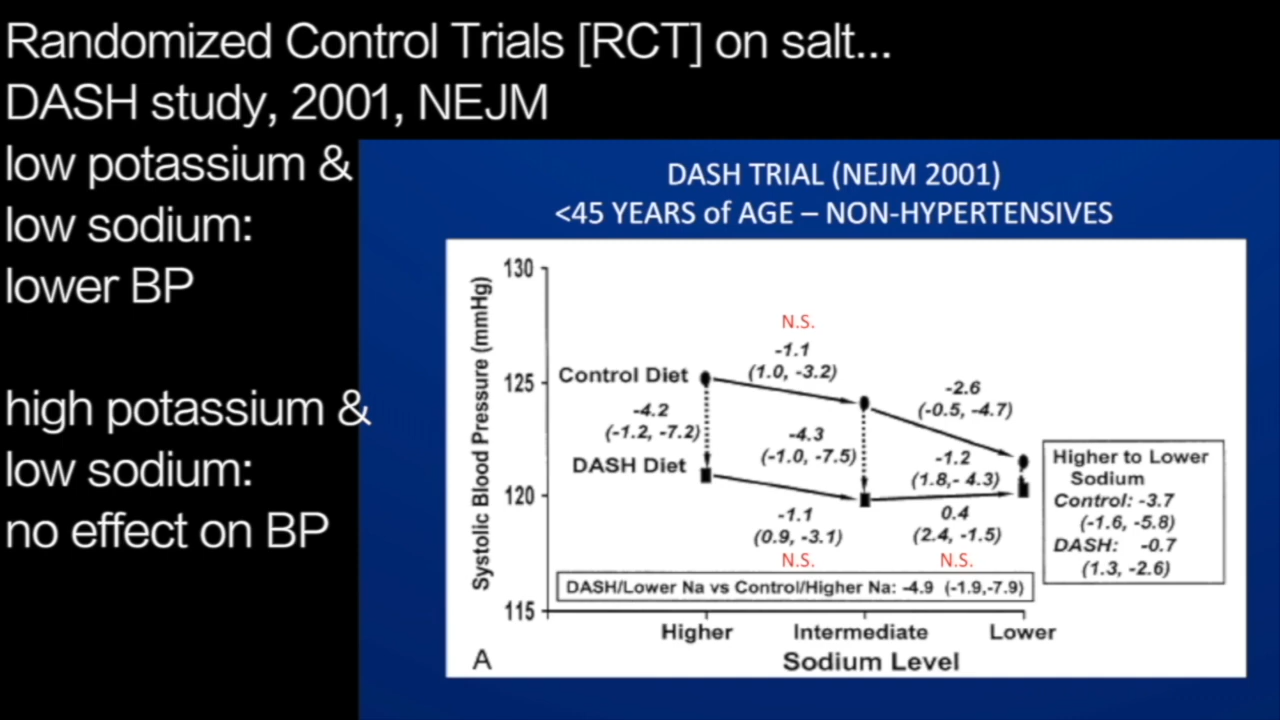 Randomized Control Trials [RCT] on salt...
DASH study, 2001, NEJM
low potassium &
low sodium:
lower BP
high potassium &
low sodium:
no effect on BP
DASH TRIAL (NEJM 2001)
<45 YEARS of AGE – NON-HYPERTENSIVES
Systolic Blood Pressure (mmHg)
130
125
120
115
N.S.
-1.1
(1.0, -3.2)
Control Diet
-2.6
(-0.5, -4.7)
-4.2
(-1.2, -7.2)
-4.3
(-1.0, -7.5)
DASH Diet
-1.2
(1.8,- 4.3)
-1.1
(0.9, -3.1)
N.S.
0.4
(2.4, -1.5)
N.S.
Higher to Lower
Sodium
Control: -3.7
(-1.6, -5.8)
DASH: -0.7
(1.3, -2.6)
DASH/Lower Na vs Control/Higher Na: -4.9 (-1.9,-7.9)
Higher
Intermediate
Lower
A
Sodium Level